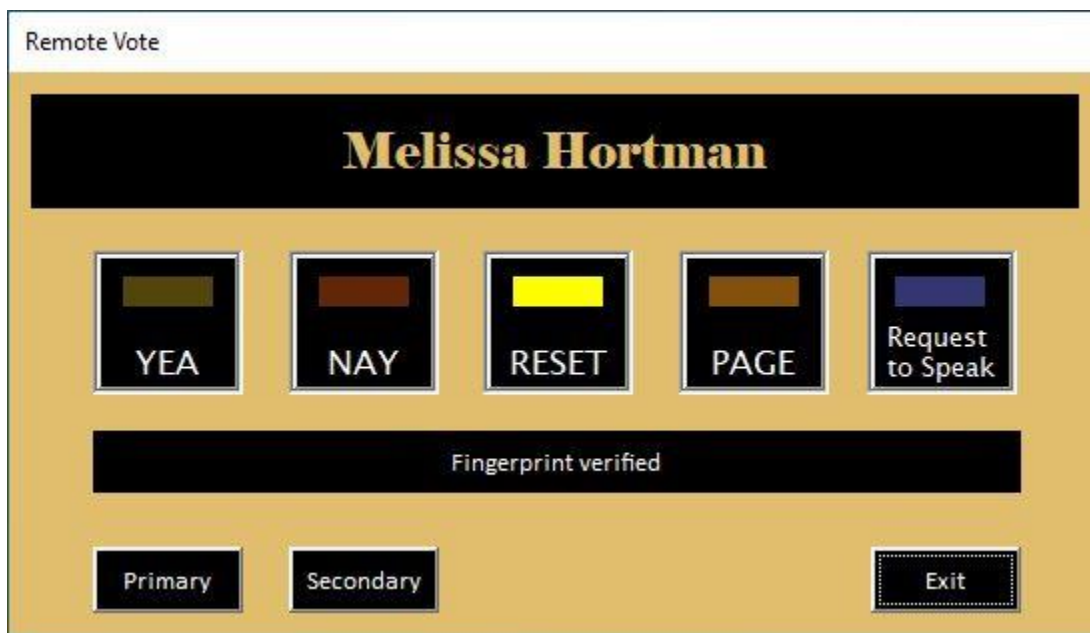 Remote Vote
Melissa Hortman
YEA
NAY
RESET
PAGE
Request
to Speak
Fingerprint verified
Primary
Secondary
Exit